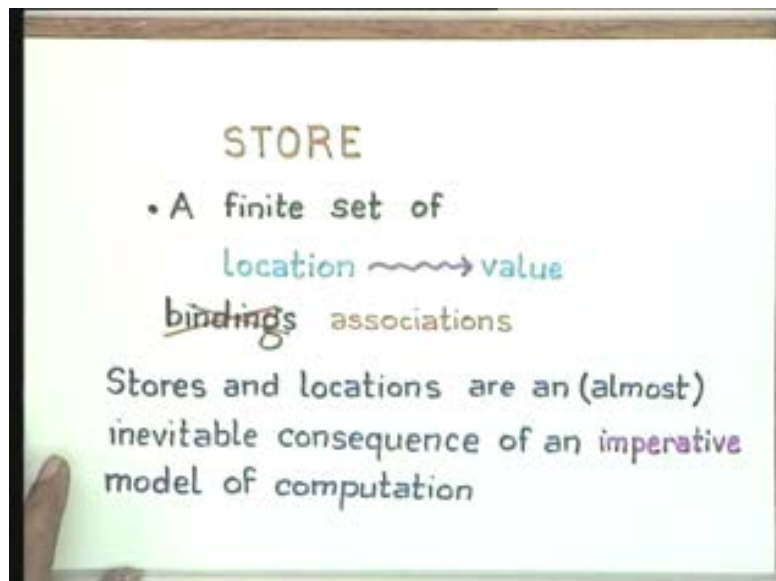 STORE
• A finite set of
location ⟿ value
bindings associations
Stores and locations are an (almost)
inevitable consequence of an imperative
model of computation